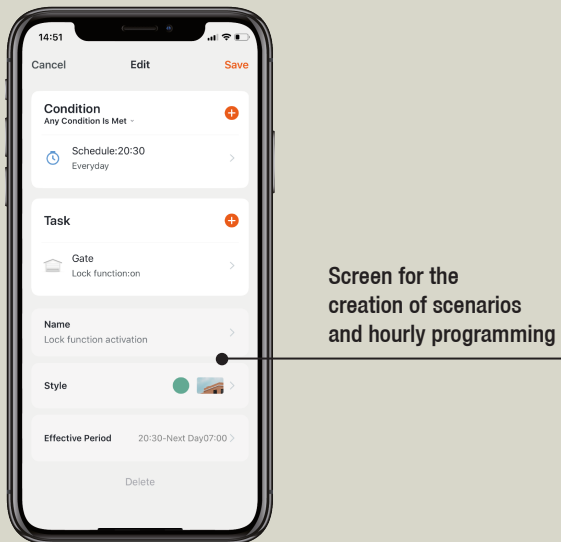 14:51
Cancel Edit Save
Condition
Any Condition Is Met
Schedule:20:30
Everyday
Task
Gate
Lock function:on
Name
Lock function activation
Style
Effective Period 20:30-Next Day07:00
Delete
Screen for the
creation of scenarios
and hourly programming